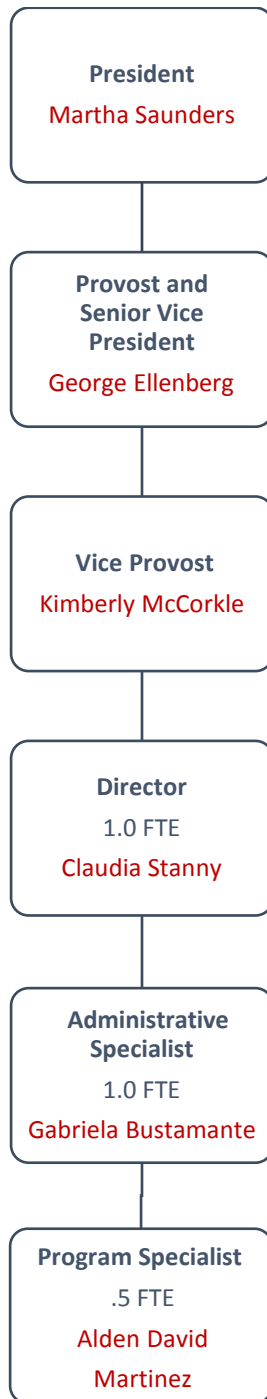 President
Martha Saunders
Provost and
Senior Vice
President
George Ellenberg
Vice Provost
Kimberly McCorkle
Director
1.0 FTE
Claudia Stanny
Administrative
Specialist
1.0 FTE
Gabriela Bustamante
Program Specialist
.5 FTE
Alden David
Martinez